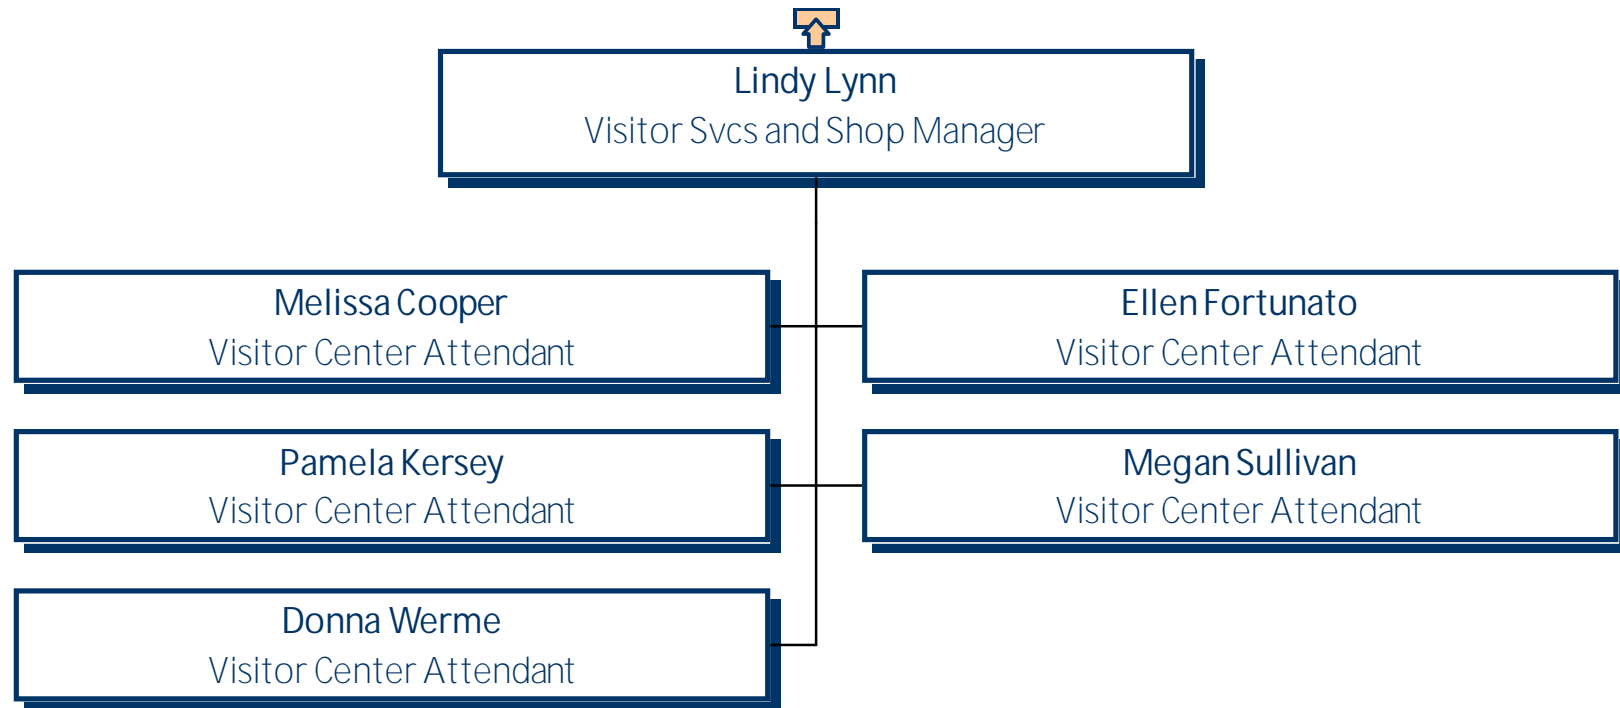 Lindy Lynn
Visitor Svcs and Shop Manager
Melissa Cooper
Visitor Center Attendant
Ellen Fortunato
Visitor Center Attendant
Pamela Kersey
Visitor Center Attendant
Megan Sullivan
Visitor Center Attendant
Donna Werme
Visitor Center Attendant